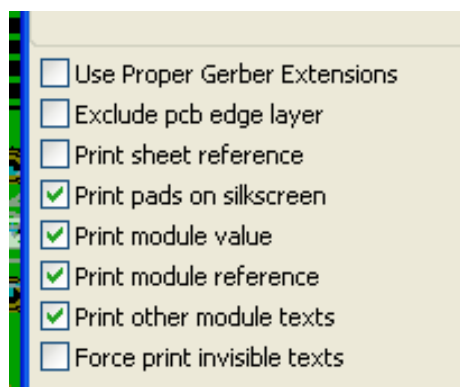 Use Proper Gerber Extensions
Exclude pcb edge layer
Print sheet reference
Print pads on silkscreen
Print module value
Print module reference
Print other module texts
Force print invisible texts